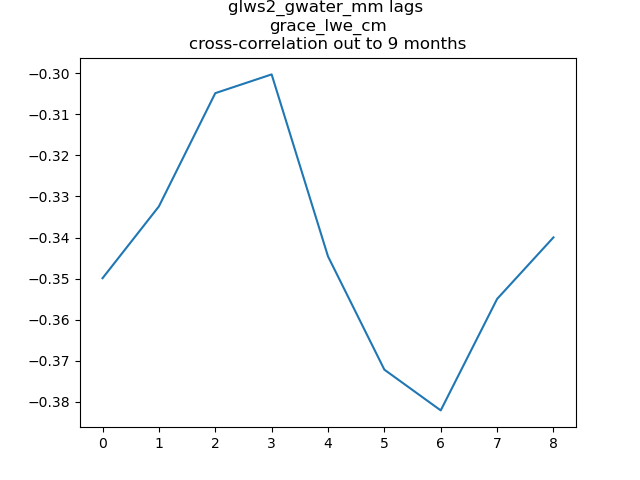 glws2_gwater_mm lags
grace_lwe_cm
cross-correlation out to 9 months
−0.30
−0.31
−0.32
−0.33
−0.34
−0.35
−0.36
−0.37
−0.38
0 1 2 3 4 5 6 7 8